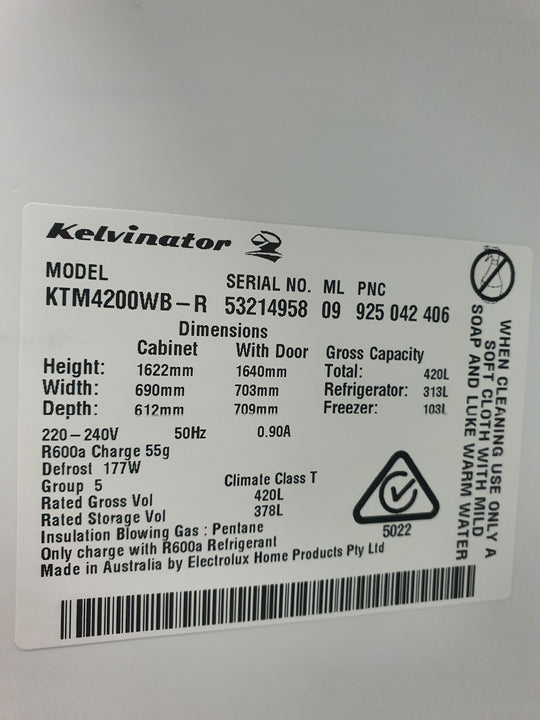 Kelvinator
MODEL SERIAL NO. ML PNC
KTM4200WB-R 53214958 09 925 042 406
Dimensions
Cabinet With Door Gross Capacity
Height: 1622mm 1640mm Total: 420L
Width: 690mm 703mm Refrigerator: 313L
Depth: 612mm 709mm Freezer: 103L
220-240V 50Hz 0.90A
R600a Charge 55g
Defrost 177W
Group 5 Climate Class T
Rated Gross Vol 420L
Rated Storage Vol 378L
Insulation Blowing Gas : Pentane
Only charge with R600a Refrigerant
Made in Australia by Electrolux Home Products Pty Ltd
5022
WHEN CLEANING USE ONLY A
SOFT CLOTH WITH MILD
SOAP AND LUKE WARM WATER